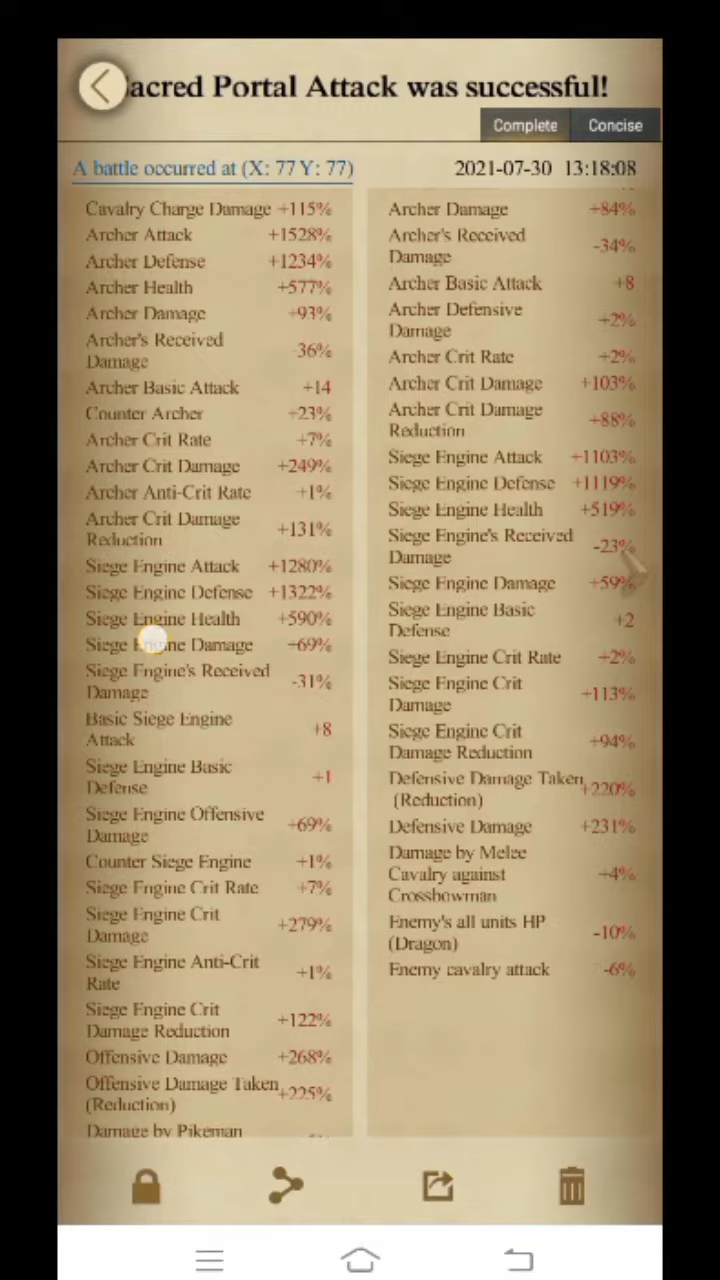 acred Portal Attack was successful!
Complete Concise
A battle occurred at (X: 77 Y: 77) 2021-07-30 13:18:08
Cavalry Charge Damage +115%
Archer Attack +1528%
Archer Defense +1234%
Archer Health +577%
Archer Damage +93%
Archer's Received
Damage -36%
Archer Basic Attack +14
Counter Archer +23%
Archer Crit Rate +7%
Archer Crit Damage +249%
Archer Anti-Crit Rate +1%
Archer Crit Damage
Reduction +131%
Siege Engine Attack +1280%
Siege Engine Defense +1322%
Siege Engine Health +590%
Siege Engine Damage +69%
Siege Engine's Received
Damage -31%
Basic Siege Engine
Attack +8
Siege Engine Basic
Defense +1
Siege Engine Offensive
Damage +69%
Counter Siege Engine +1%
Siege Engine Crit Rate +7%
Siege Engine Crit
Damage +279%
Siege Engine Anti-Crit
Rate +1%
Siege Engine Crit
Damage Reduction +122%
Offensive Damage +268%
Offensive Damage Taken
(Reduction) +225%
Damage by Pikeman
Archer Damage +84%
Archer's Received
Damage -34%
Archer Basic Attack +8
Archer Defensive
Damage +2%
Archer Crit Rate +2%
Archer Crit Damage +103%
Archer Crit Damage
Reduction +88%
Siege Engine Attack +1103%
Siege Engine Defense +1119%
Siege Engine Health +519%
Siege Engine's Received
Damage -23%
Siege Engine Damage +59%
Siege Engine Basic
Defense +2
Siege Engine Crit Rate +2%
Siege Engine Crit
Damage +113%
Siege Engine Crit
Damage Reduction +94%
Defensive Damage Taken
(Reduction) +220%
Defensive Damage +231%
Damage by Melee
Cavalry against
Crossbowman +4%
Enemy's all units HP
(Dragon) -10%
Enemy cavalry attack -6%